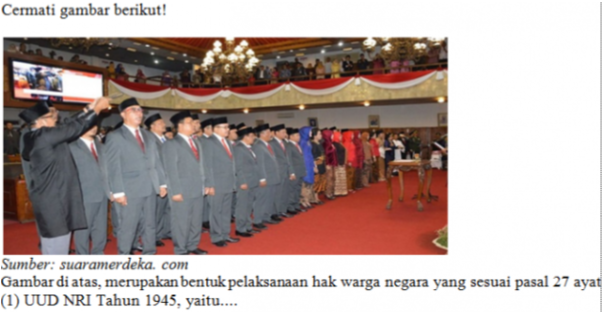 Cermati gambar berikut!
Sumber: suaramerdeka. com
Gambar di atas, merupakan bentuk pelaksanaan hak warga negara yang sesuai pasal 27 ayat
(1) UUD NRI Tahun 1945, yaitu....